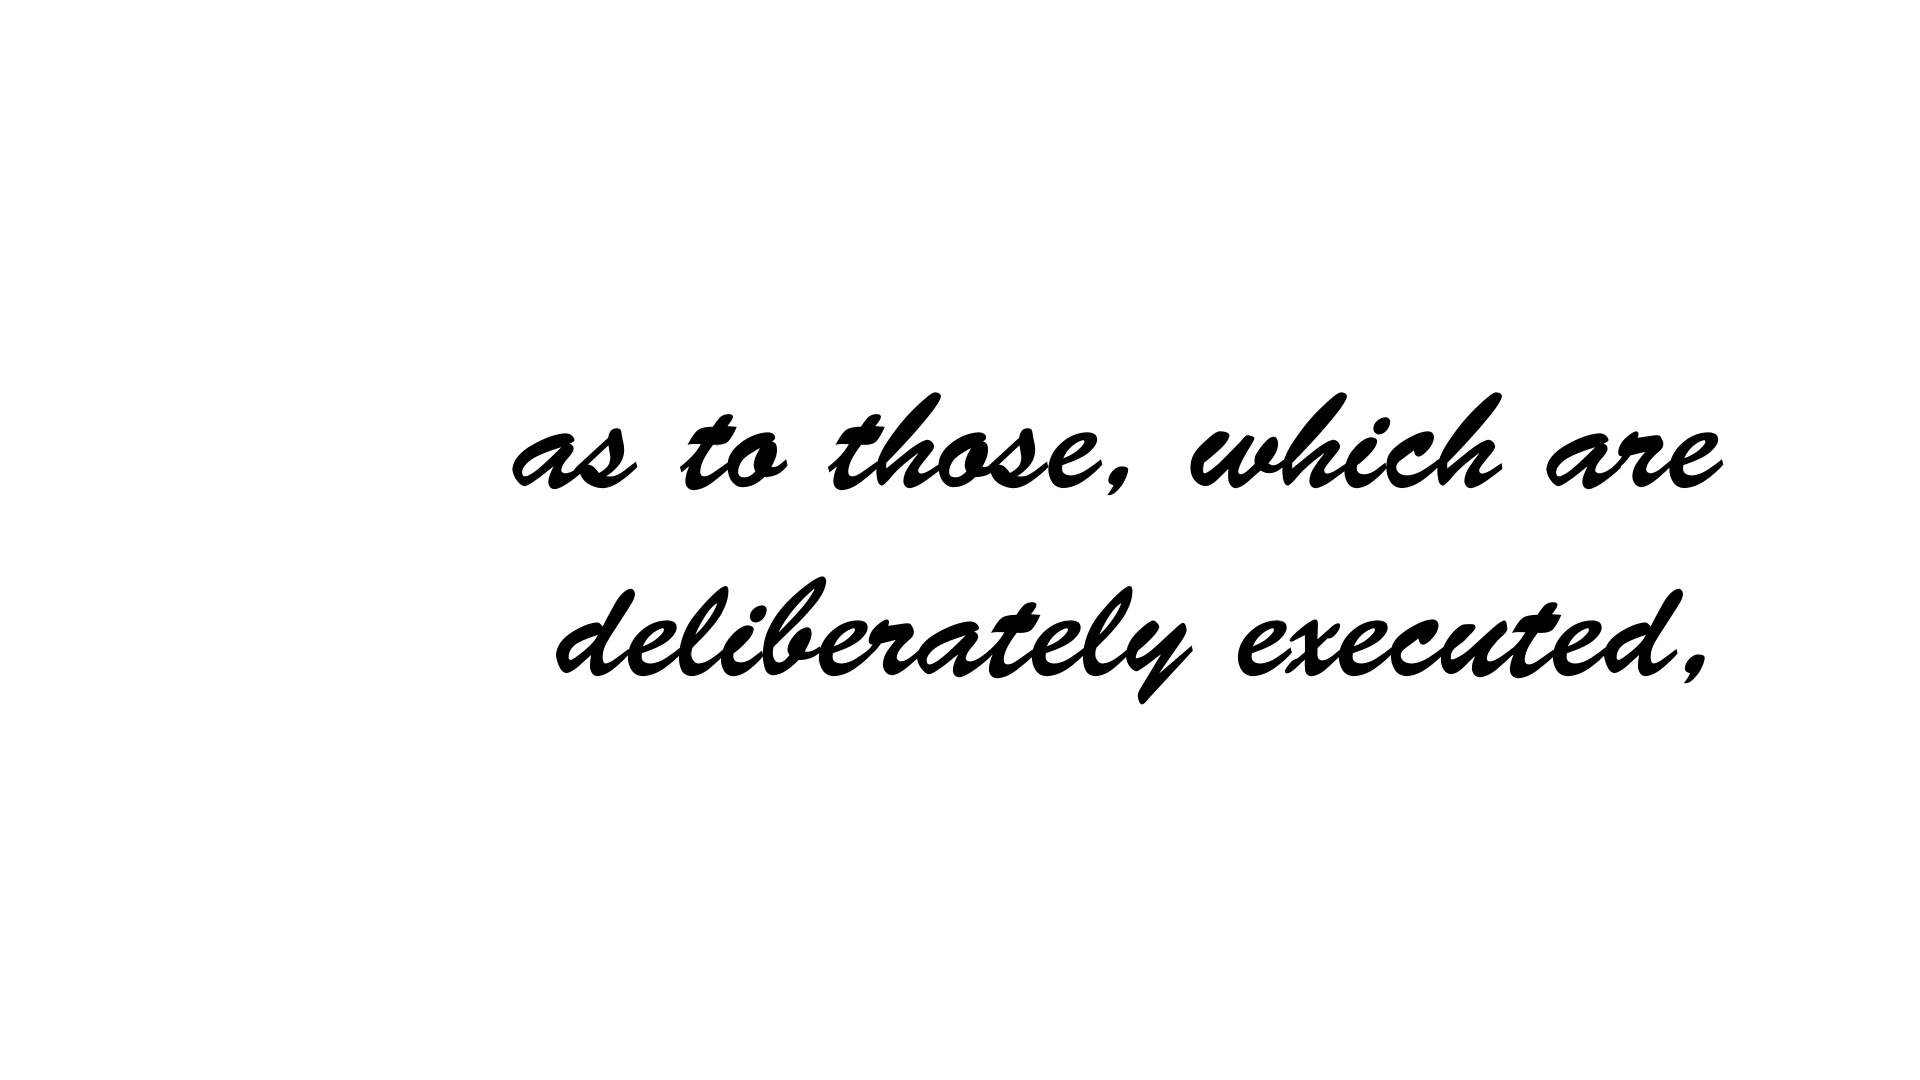 as to those, which are
deliberately executed,